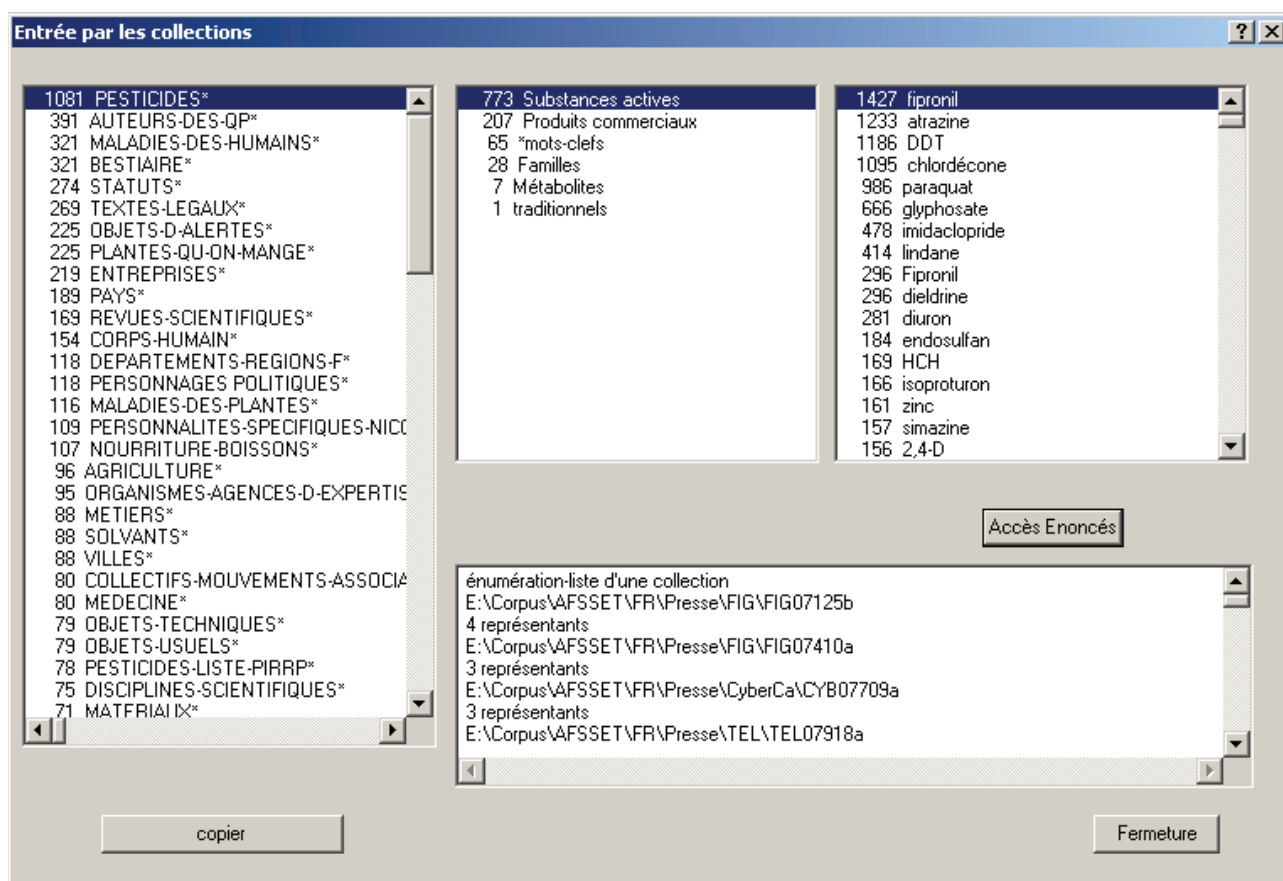 Entrée par les collections
1081 PESTICIDES*
391 AUTEURS-DES-QP*
321 MALADIES-DES-HUMAINS*
321 BESTIAIRE*
274 STATUTS*
269 TEXTES-LEGAUX*
225 OBJETS-D-ALERTES*
225 PLANTES-QU-ON-MANGE*
219 ENTREPRISES*
189 PAYS*
169 REVUES-SCIENTIFIQUES*
154 CORPS-HUMAIN*
118 DEPARTEMENTS-REGIONS-F*
118 PERSONNAGES POLITIQUES*
116 MALADIES-DES-PLANTES*
109 PERSONNALITES-SPECIFIQUES-NICO
107 NOURRITURE-BOISSONS*
96 AGRICULTURE*
95 ORGANISMES-AGENCES-D-EXPERTIS
88 METIERS*
88 SOLVANTS*
88 VILLES*
80 COLLECTIFS-MOUVEMENTS-ASSOCIA
80 MEDECINE*
79 OBJETS-TECHNIQUES*
79 OBJETS-USUELS*
78 PESTICIDES-LISTE-PIRRP*
75 DISCIPLINES-SCIENTIFIQUES*
71 MATERIAUX*
773 Substances actives
207 Produits commerciaux
65 *mots-clefs
28 Familles
7 Métabolites
1 traditionnels
1427 fipronil
1233 atrazine
1186 DDT
1095 chlordécone
986 paraquat
666 glyphosate
478 imidaclopride
414 lindane
296 Fipronil
296 dieldrine
281 diuron
184 endosulfan
169 HCH
166 isoproturon
161 zinc
157 simazine
156 2,4-D
Accès Enoncés
énumération-liste d'une collection
E:\Corpus\AFSSET\FR\Presse\FIG\FIG07125b
4 représentants
E:\Corpus\AFSSET\FR\Presse\FIG\FIG07410a
3 représentants
E:\Corpus\AFSSET\FR\Presse\CyberCa\CYB07709a
3 représentants
E:\Corpus\AFSSET\FR\Presse\TEL\TEL07918a
copier
Fermeture